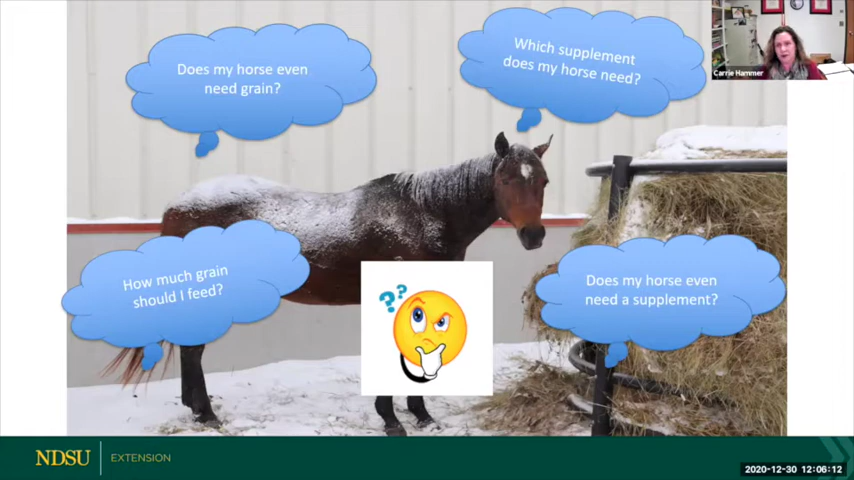 Does my horse even
need grain?
Which supplement
does my horse need?
Carrie Hammer
How much grain
should I feed?
Does my horse even
need a supplement?
??
NDSU
EXTENSION
2020-12-30 12:06:12